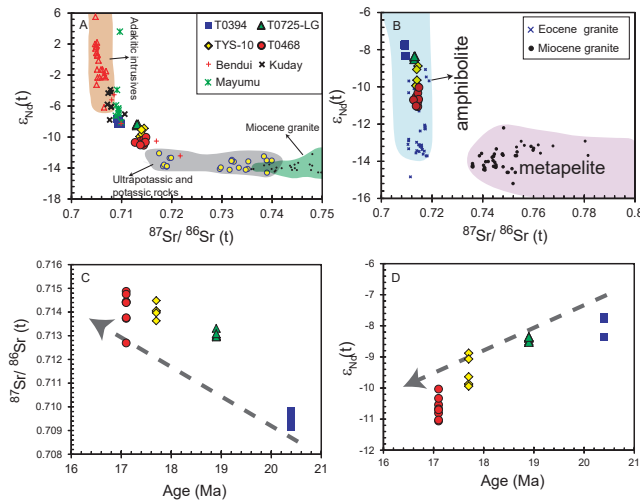 A
Adakitic intrusives
T0394
T0725-LG
TYS-10
T0468
Bendui
Kuday
Mayumu
Miocene granite
Ultrapotassic and
potassic rocks
εNd(t)
6
2
-2
-6
-10
-14
-18
0.7 0.71 0.72 0.73 0.74 0.75
87Sr/ 86Sr (t)
B
Eocene granite
Miocene granite
amphibolite
metapelite
εNd(t)
-4
-6
-8
-10
-12
-14
-16
0.7 0.72 0.74 0.76 0.78 0.8
87Sr/ 86Sr (t)
C
87Sr/ 86Sr (t)
0.716
0.715
0.713
0.711
0.710
0.709
0.708
16 17 18 19 20 21
Age (Ma)
D
εNd(t)
-6
-7
-8
-9
-10
-11
-12
16 17 18 19 20 21
Age (Ma)